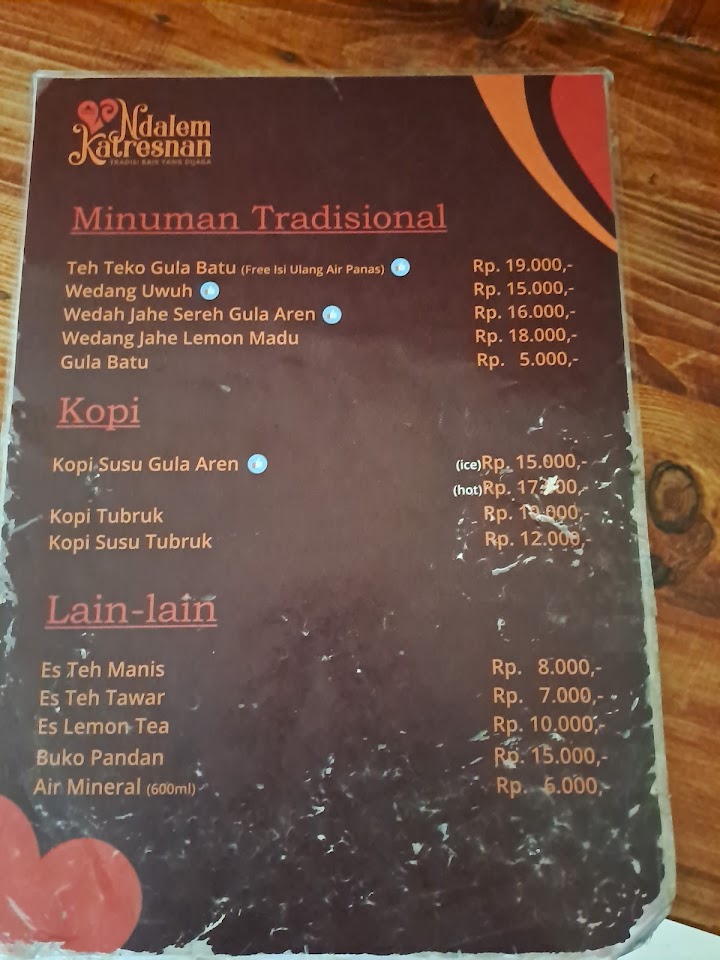 Ndalem
Katresnan
TRADISI BAIK YANG DIJAGA
Minuman Tradisional
Teh Teko Gula Batu (Free Isi Ulang Air Panas) Rp. 19.000,-
Wedang Uwuh Rp. 15.000,-
Wedah Jahe Sereh Gula Aren Rp. 16.000,-
Wedang Jahe Lemon Madu Rp. 18.000,-
Gula Batu Rp. 5.000,-
Kopi
Kopi Susu Gula Aren (ice)Rp. 15.000,-
(hot)Rp.
Kopi Tubruk Rp.
Kopi Susu Tubruk Rp. 12.000,-
Lain-lain
Es Teh Manis Rp. 8.000,-
Es Teh Tawar Rp. 7.000,-
Es Lemon Tea Rp. 10.000,-
Buko Pandan Rp. 15.000,-
Air Mineral (600ml) Rp. 6.000,-